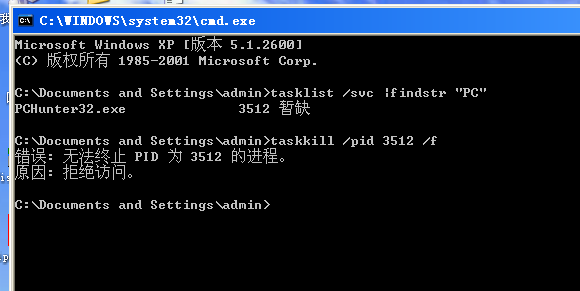 C:\WINDOWS\system32\cmd.exe
Microsoft Windows XP [版本 5.1.2600]
(C) 版权所有 1985-2001 Microsoft Corp.
C:\Documents and Settings\admin>tasklist /svc |findstr "PC"
PCHunter32.exe 3512 暂缺
C:\Documents and Settings\admin>taskkill /pid 3512 /f
错误: 无法终止 PID 为 3512 的进程。
原因: 拒绝访问。
C:\Documents and Settings\admin>